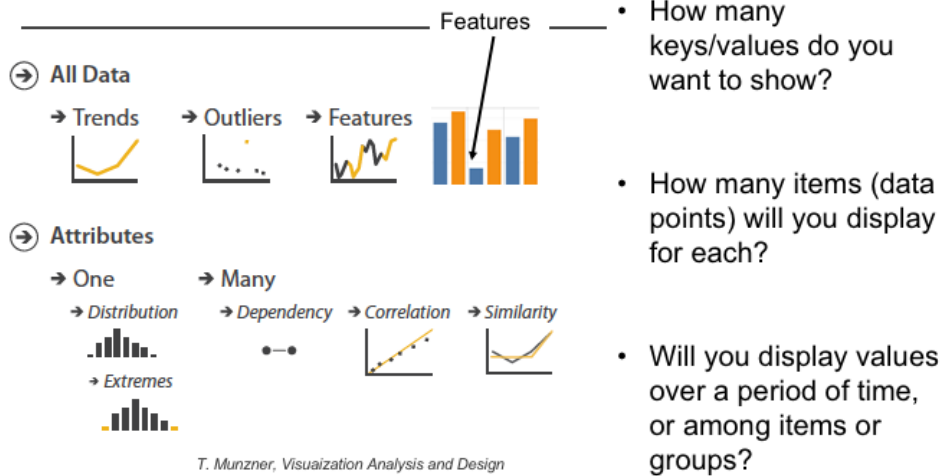 Features
All Data
Trends
Outliers
Features
Attributes
One
Many
Distribution
Dependency
Correlation
Similarity
Extremes
T. Munzner, Visuaization Analysis and Design
• How many
keys/values do you
want to show?
• How many items (data
points) will you display
for each?
• Will you display values
over a period of time,
or among items or
groups?